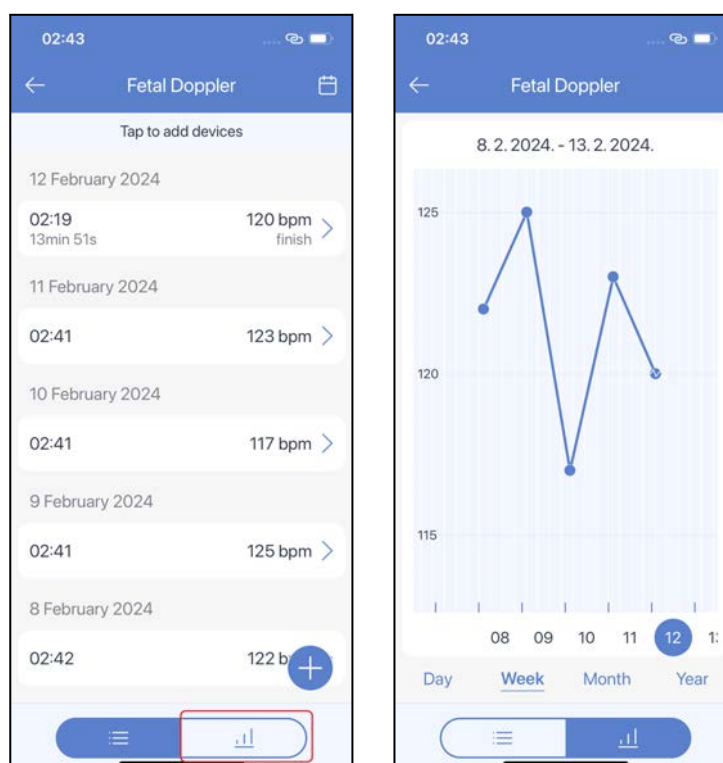 02:43
Fetal Doppler
Tap to add devices
12 February 2024
02:19 120 bpm
13min 51s finish
11 February 2024
02:41 123 bpm
10 February 2024
02:41 117 bpm
9 February 2024
02:41 125 bpm
8 February 2024
02:42 122 b
02:43
Fetal Doppler
8. 2. 2024. - 13. 2. 2024.
125
120
115
08 09 10 11 12
Day Week Month Year